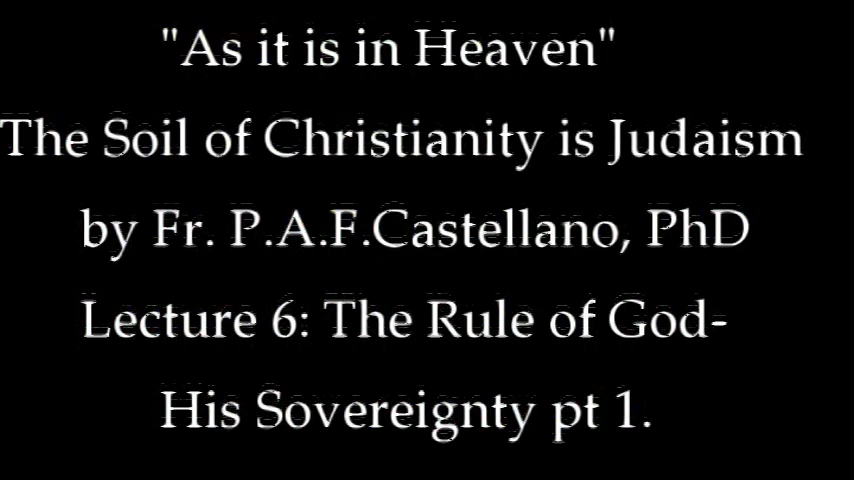 "As it is in Heaven"
The Soil of Christianity is Judaism
by Fr. P.A.F.Castellano, PhD
Lecture 6: The Rule of God-
His Sovereignty pt 1.